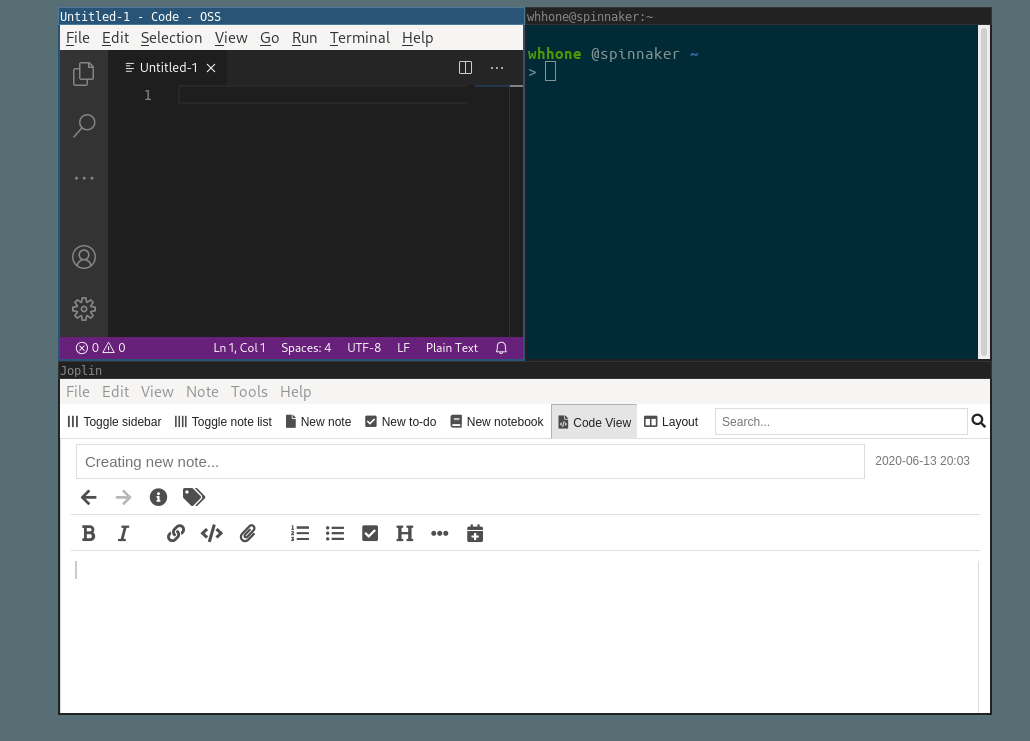 Untitled-1 - Code - OSS
File Edit Selection View Go Run Terminal Help
Untitled-1
1
0 0 Ln 1, Col 1 Spaces: 4 UTF-8 LF Plain Text
whhone@spinnaker:~
whhone @spinnaker ~
>
Joplin
File Edit View Note Tools Help
Toggle sidebar Toggle note list New note New to-do New notebook Code View Layout Search...
Creating new note... 2020-06-13 20:03
B I H